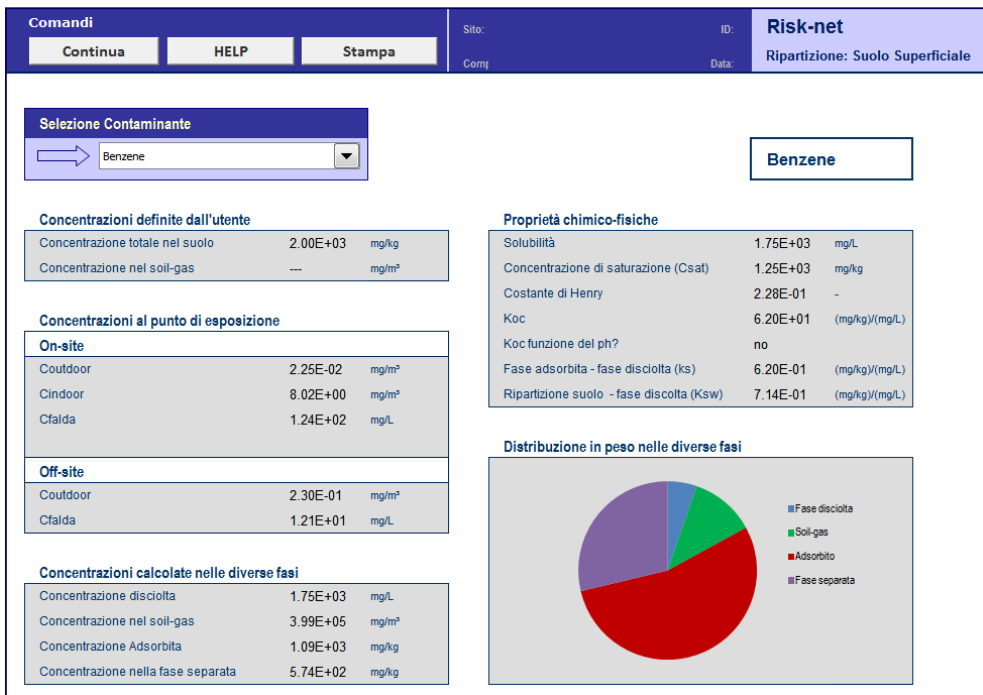 Comandi
Continua
HELP
Stampa
Sito:
ID:
Data:
Risk-net
Ripartizione: Suolo Superficiale
Selezione Contaminante
Benzene
Benzene
Concentrazioni definite dall'utente
Concentrazione totale nel suolo 2.00E+03 mg/kg
Concentrazione nel soil-gas --- mg/m³
Concentrazioni al punto di esposizione
On-site
Coutdoor 2.25E-02 mg/m³
Cindoor 8.02E+00 mg/m³
Cfalda 1.24E+02 mg/L
Off-site
Coutdoor 2.30E-01 mg/m³
Cfalda 1.21E+01 mg/L
Concentrazioni calcolate nelle diverse fasi
Concentrazione disciolta 1.75E+03 mg/L
Concentrazione nel soil-gas 3.99E+05 mg/m³
Concentrazione Adsorbita 1.09E+03 mg/kg
Concentrazione nella fase separata 5.74E+02 mg/kg
Proprietà chimico-fisiche
Solubilità 1.75E+03 mg/L
Concentrazione di saturazione (Csat) 1.25E+03 mg/kg
Costante di Henry 2.28E-01 -
Koc 6.20E+01 (mg/kg)/(mg/L)
Koc funzione del ph? no
Fase adsorbita - fase disciolta (ks) 6.20E-01 (mg/kg)/(mg/L)
Ripartizione suolo - fase discolta (Ksw) 7.14E-01 (mg/kg)/(mg/L)
Distribuzione in peso nelle diverse fasi
Fase disciolta
Soil-gas
Adsorbito
Fase separata